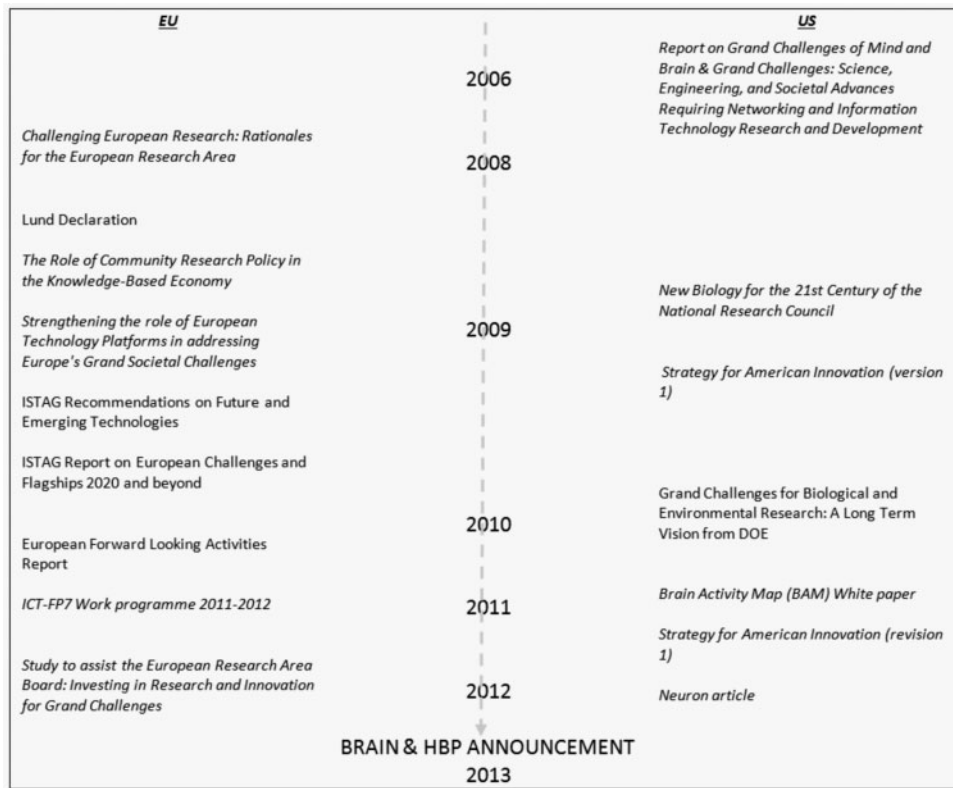 EU
US
2006
Report on Grand Challenges of Mind and
Brain & Grand Challenges: Science,
Engineering, and Societal Advances
Requiring Networking and Information
Technology Research and Development
Challenging European Research: Rationales
for the European Research Area
2008
Lund Declaration
The Role of Community Research Policy in
the Knowledge-Based Economy
New Biology for the 21st Century of the
National Research Council
Strengthening the role of European
Technology Platforms in addressing
Europe's Grand Societal Challenges
2009
Strategy for American Innovation (version
1)
ISTAG Recommendations on Future and
Emerging Technologies
ISTAG Report on European Challenges and
Flagships 2020 and beyond
Grand Challenges for Biological and
Environmental Research: A Long Term
Vision from DOE
2010
European Forward Looking Activities
Report
ICT-FP7 Work programme 2011-2012
2011
Brain Activity Map (BAM) White paper
Strategy for American Innovation (revision
1)
Study to assist the European Research Area
Board: Investing in Research and Innovation
for Grand Challenges
2012
Neuron article
BRAIN & HBP ANNOUNCEMENT
2013